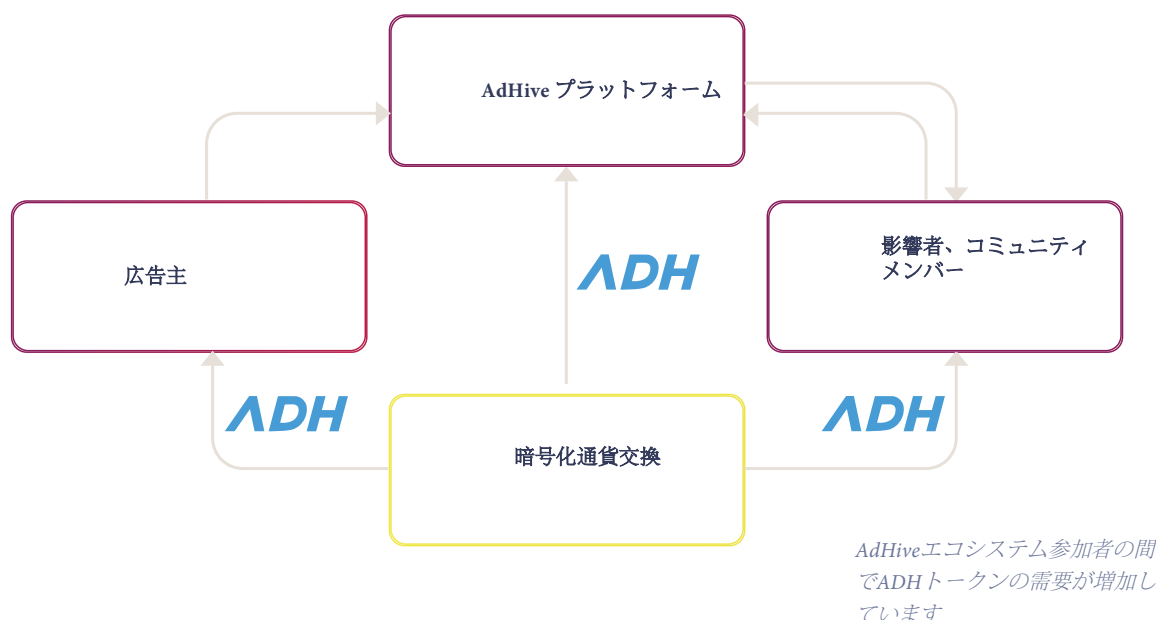 AdHive プラットフォーム
広告主
影響者、コミュニティ
メンバー
ADH
ADH
ADH
暗号化通貨交換
AdHiveエコシステム参加者の間
でADHトークンの需要が増加し
ています